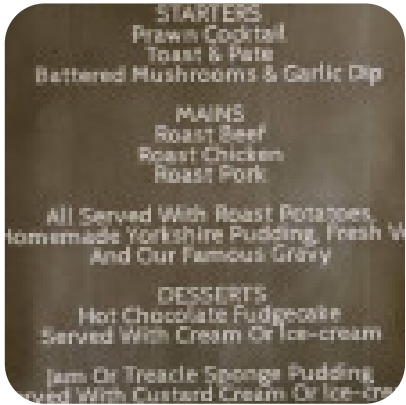 STARTERS
Prawn Cocktail
Toast & Pate
Battered Mushrooms & Garlic Dip
MAINS
Roast Beef
Roast Chicken
Roast Pork
All Served With Roast Potatoes,
Homemade Yorkshire Pudding, Fresh
And Our Famous Gravy
DESSERTS
Hot Chocolate Fudgecake
Served With Cream Or Ice-cream
Jam Or Treacle Sponge Pudding
With Custard Cream Or